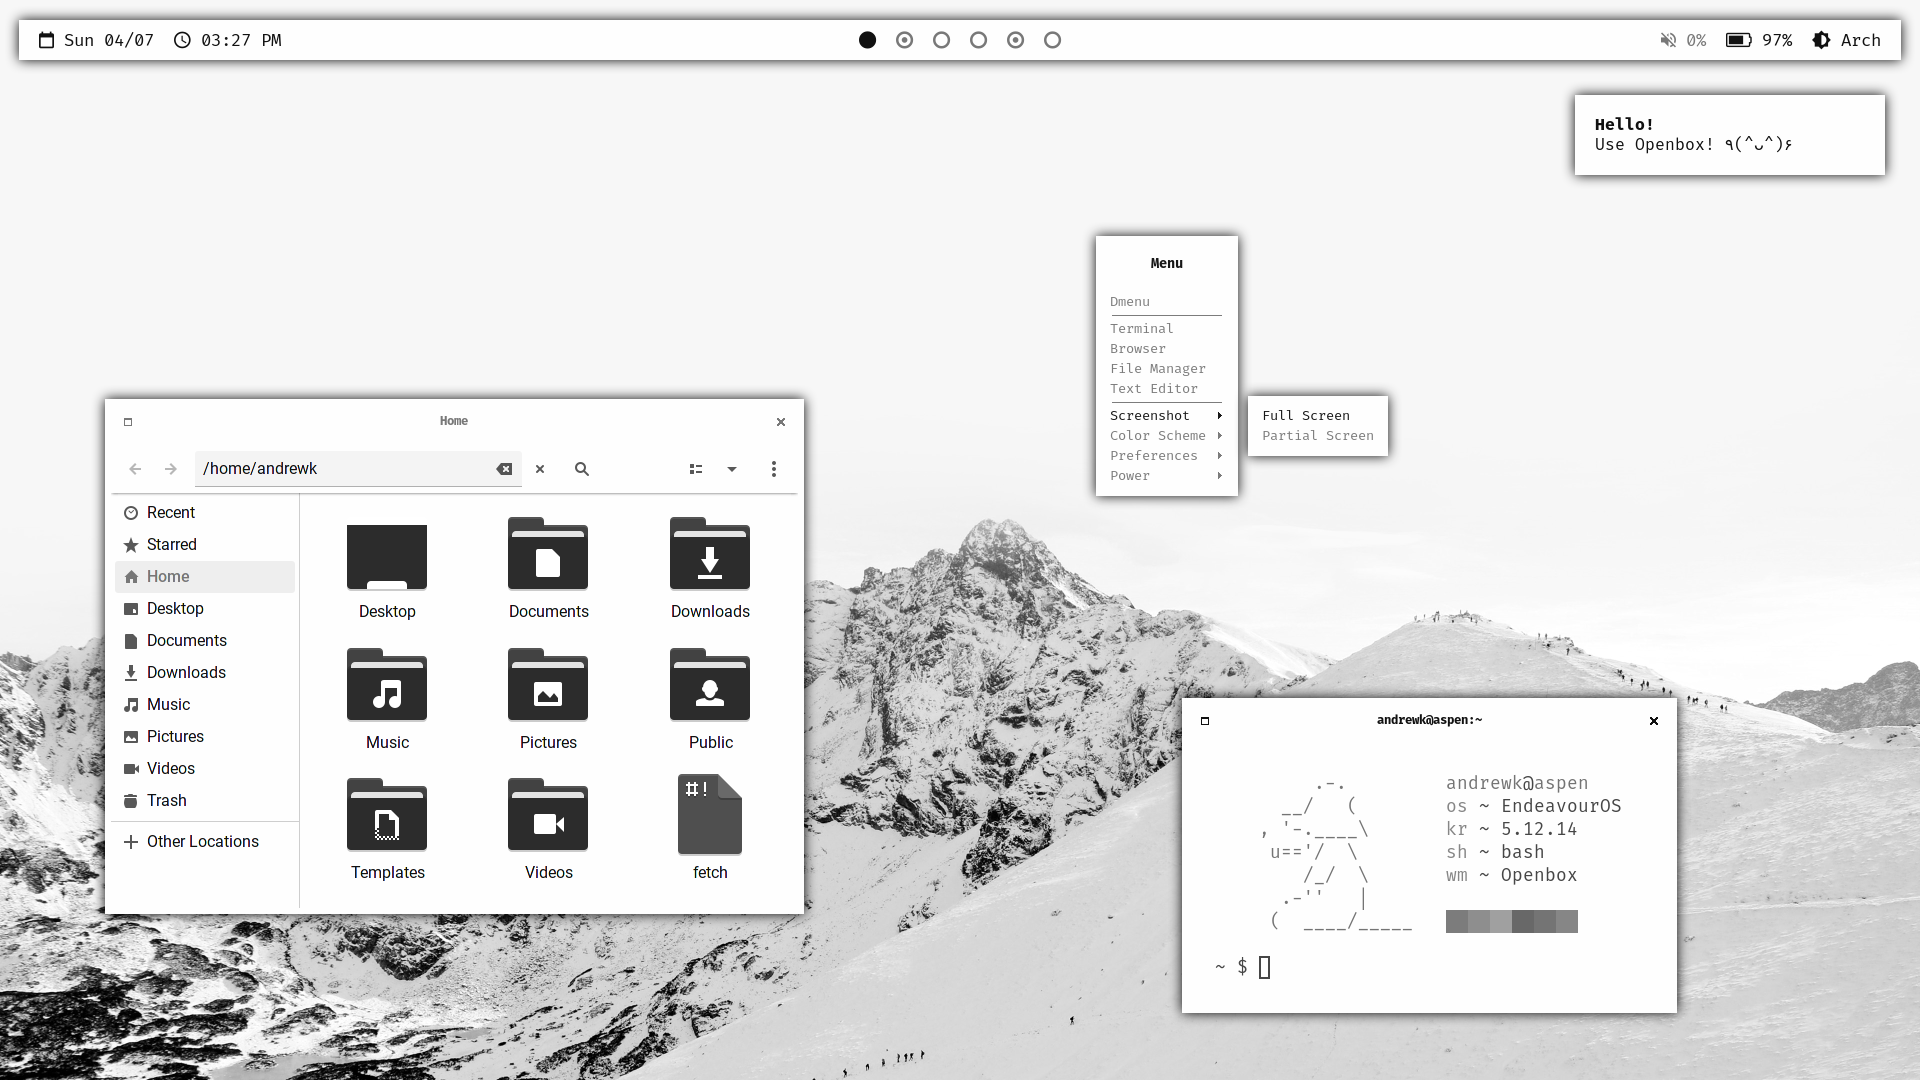 Sun 04/07 03:27 PM 0% 97% Arch
Hello!
Use Openbox! ٩(^ᴗ^)۶
Menu
Dmenu
Terminal
Browser
File Manager
Text Editor
Screenshot
Color Scheme
Preferences
Power
Full Screen
Partial Screen
Home
/home/andrewk
Recent
Starred
Home
Desktop
Documents
Downloads
Music
Pictures
Videos
Trash
Other Locations
Desktop Documents Downloads
Music Pictures Public
#!
Templates Videos fetch
andrewk@aspen:~
andrewk@aspen
os ~ EndeavourOS
kr ~ 5.12.14
sh ~ bash
wm ~ Openbox
~ $